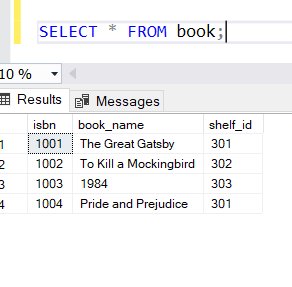 SELECT * FROM book;
10 %
Results Messages
isbn book_name shelf_id
1 1001 The Great Gatsby 301
2 1002 To Kill a Mockingbird 302
3 1003 1984 303
4 1004 Pride and Prejudice 301